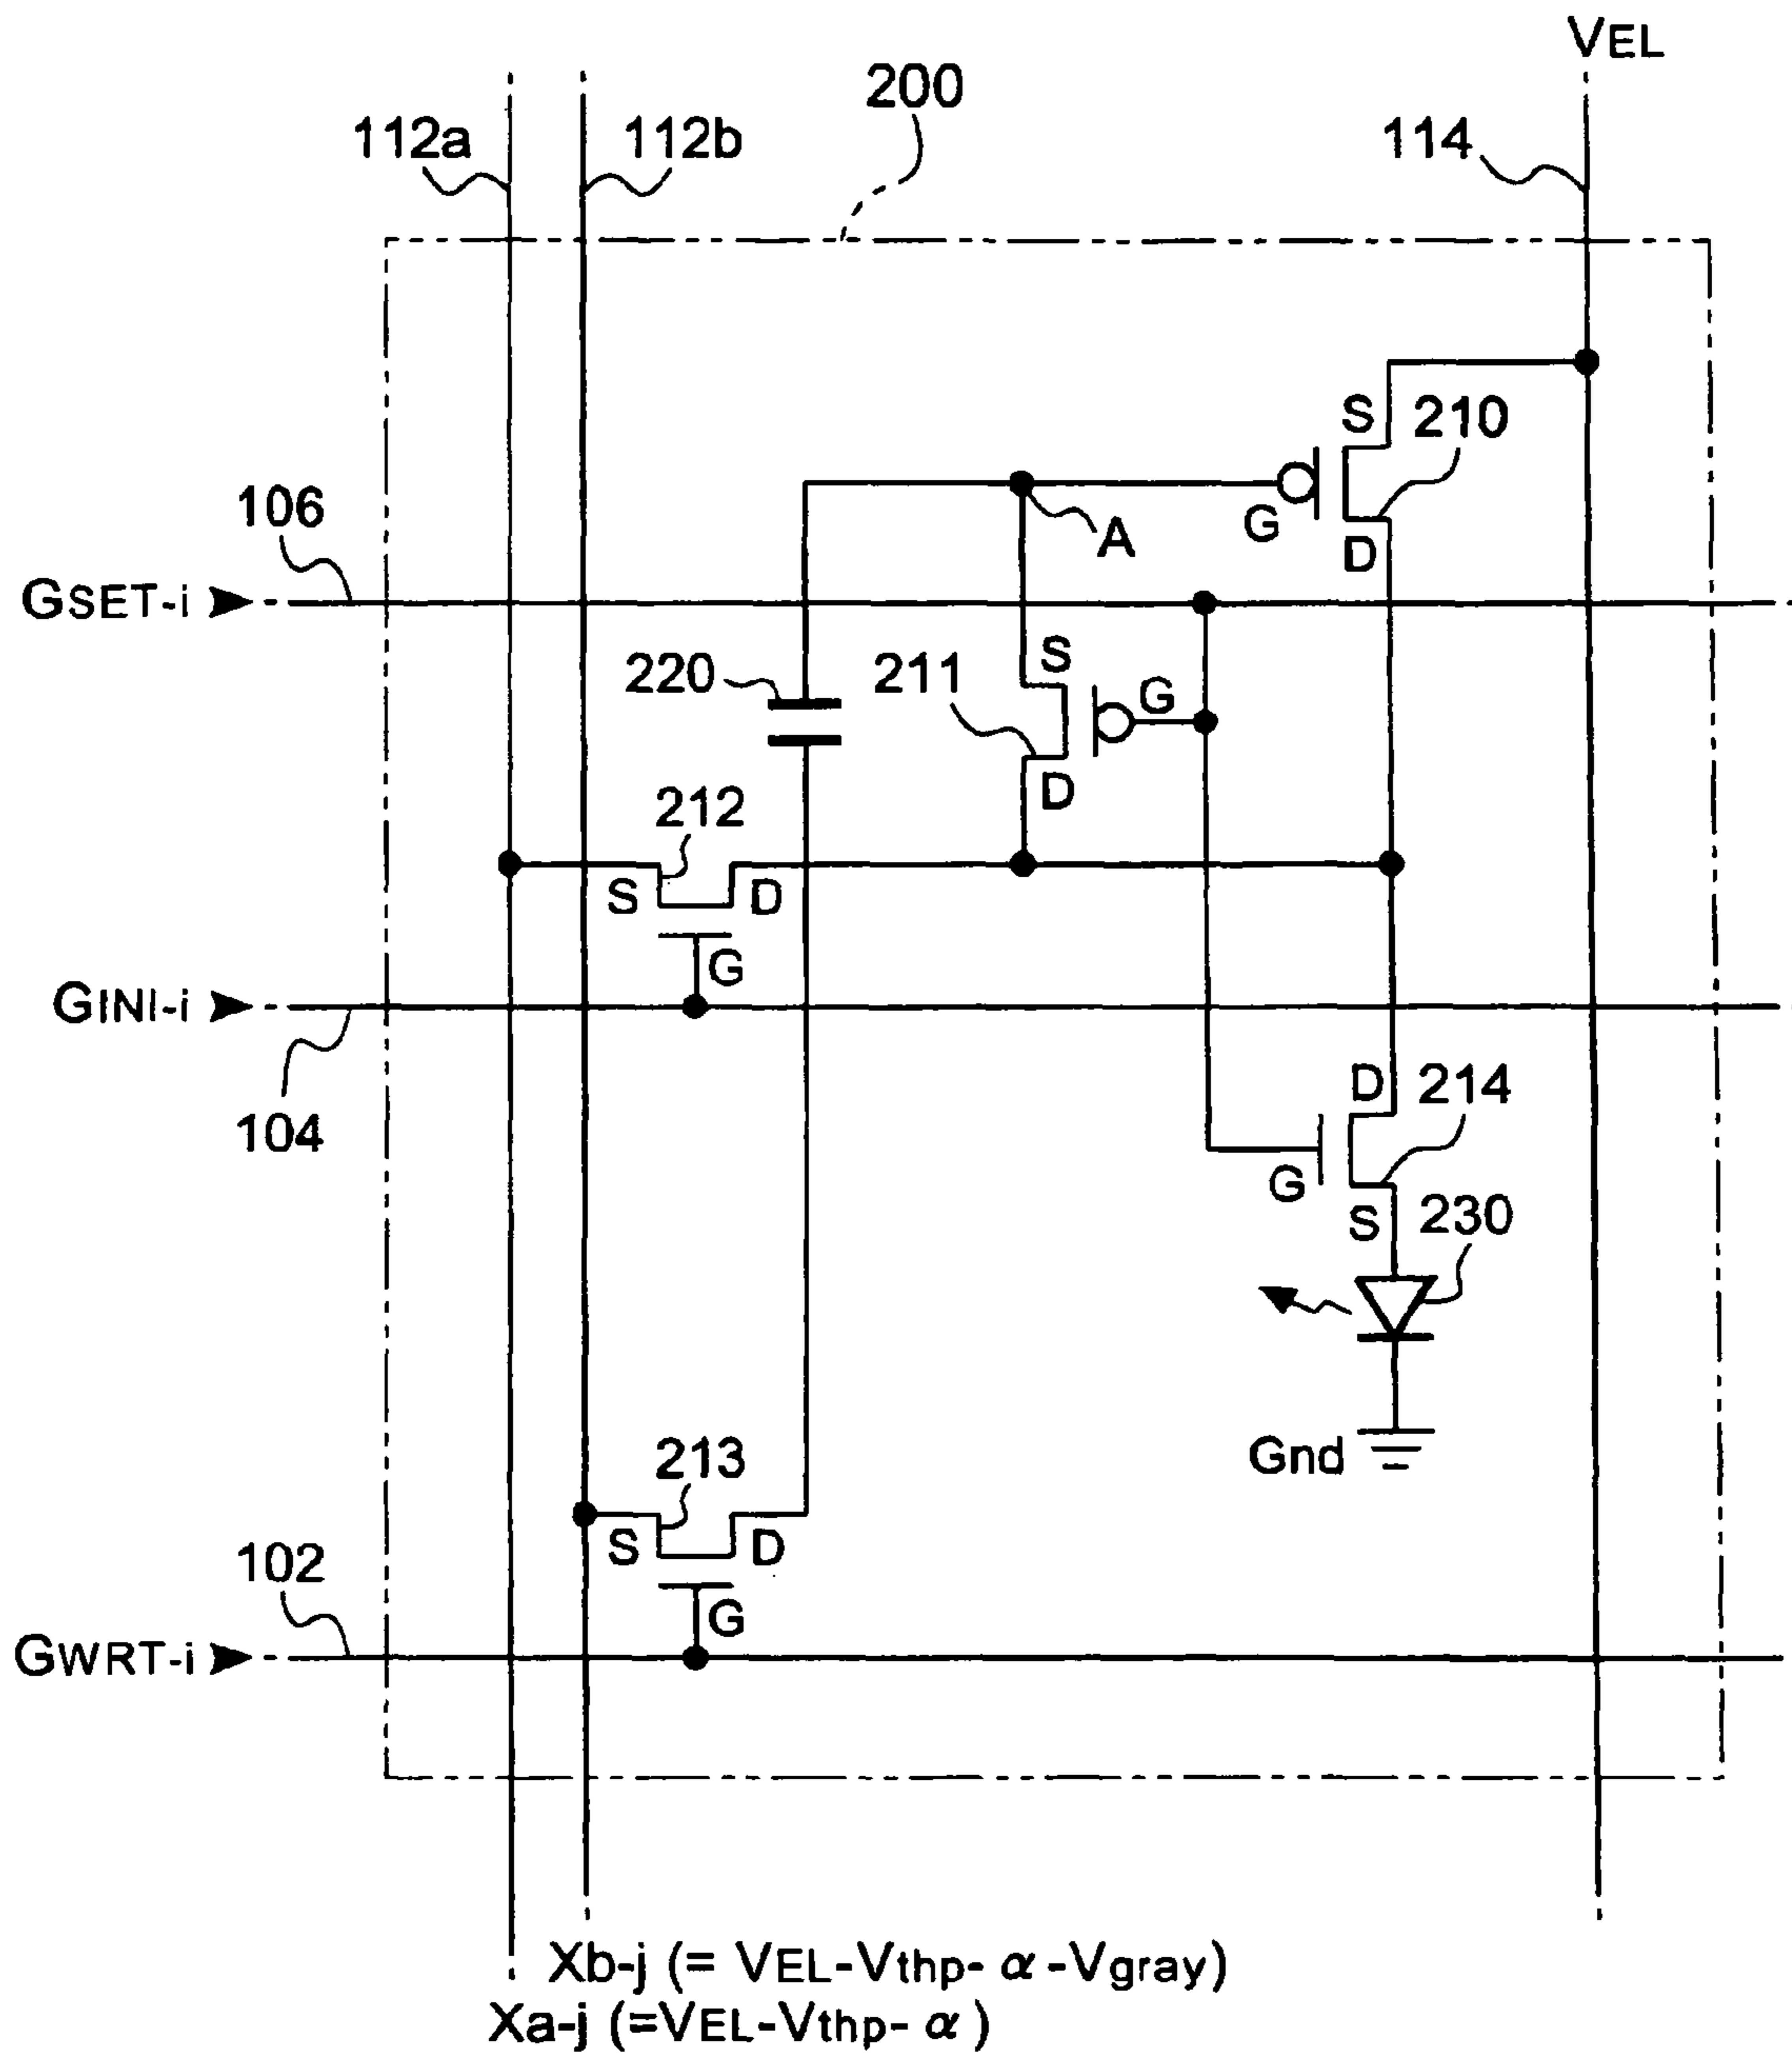 VEL
200
112a
112b
114
S
210
106
G
A
D
GSET-i
S
220
211
G
D
212
S
D
G
GINI-i
104
D
214
G
S
230
213
Gnd
S
D
102
G
GWRT-i
Xb-j (= VEL-Vthp- α -Vgray)
Xa-j (=VEL-Vthp- α )